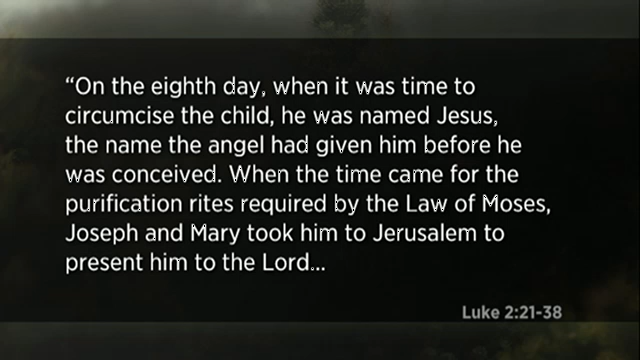 “On the eighth day, when it was time to
circumcise the child, he was named Jesus,
the name the angel had given him before he
was conceived. When the time came for the
purification rites required by the Law of Moses,
Joseph and Mary took him to Jerusalem to
present him to the Lord...
Luke 2:21-38